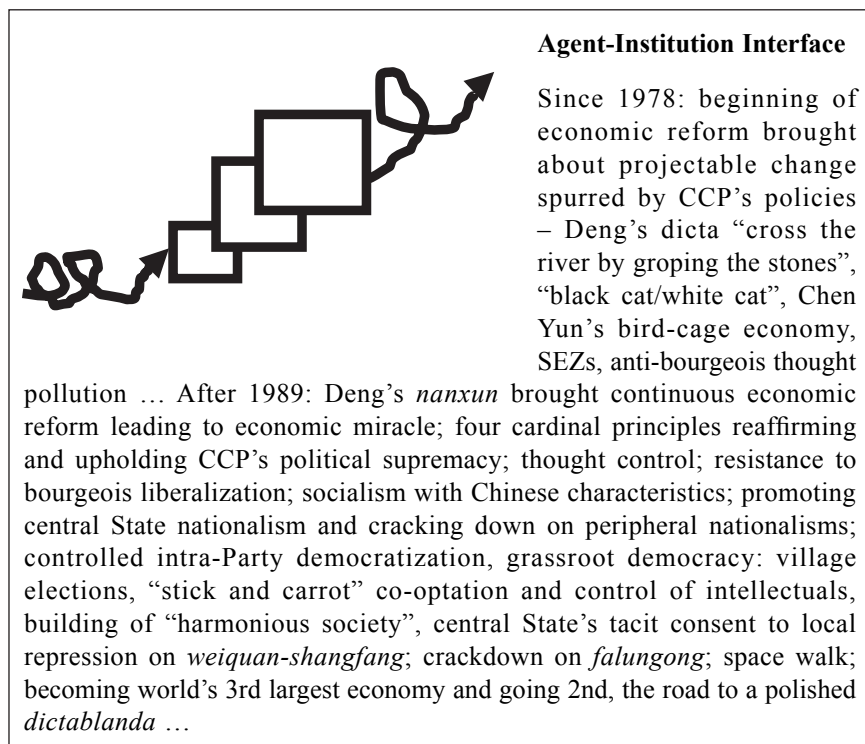 Agent-Institution Interface
Since 1978: beginning of
economic reform brought
about projectable change
spurred by CCP’s policies
– Deng’s dicta “cross the
river by groping the stones”,
“black cat/white cat”, Chen
Yun’s bird-cage economy,
SEZs, anti-bourgeois thought
pollution … After 1989: Deng’s nanxun brought continuous economic
reform leading to economic miracle; four cardinal principles reaffirming
and upholding CCP’s political supremacy; thought control; resistance to
bourgeois liberalization; socialism with Chinese characteristics; promoting
central State nationalism and cracking down on peripheral nationalisms;
controlled intra-Party democratization, grassroot democracy: village
elections, “stick and carrot” co-optation and control of intellectuals,
building of “harmonious society”, central State’s tacit consent to local
repression on weiquan-shangfang; crackdown on falungong; space walk;
becoming world’s 3rd largest economy and going 2nd, the road to a polished
dictablanda …